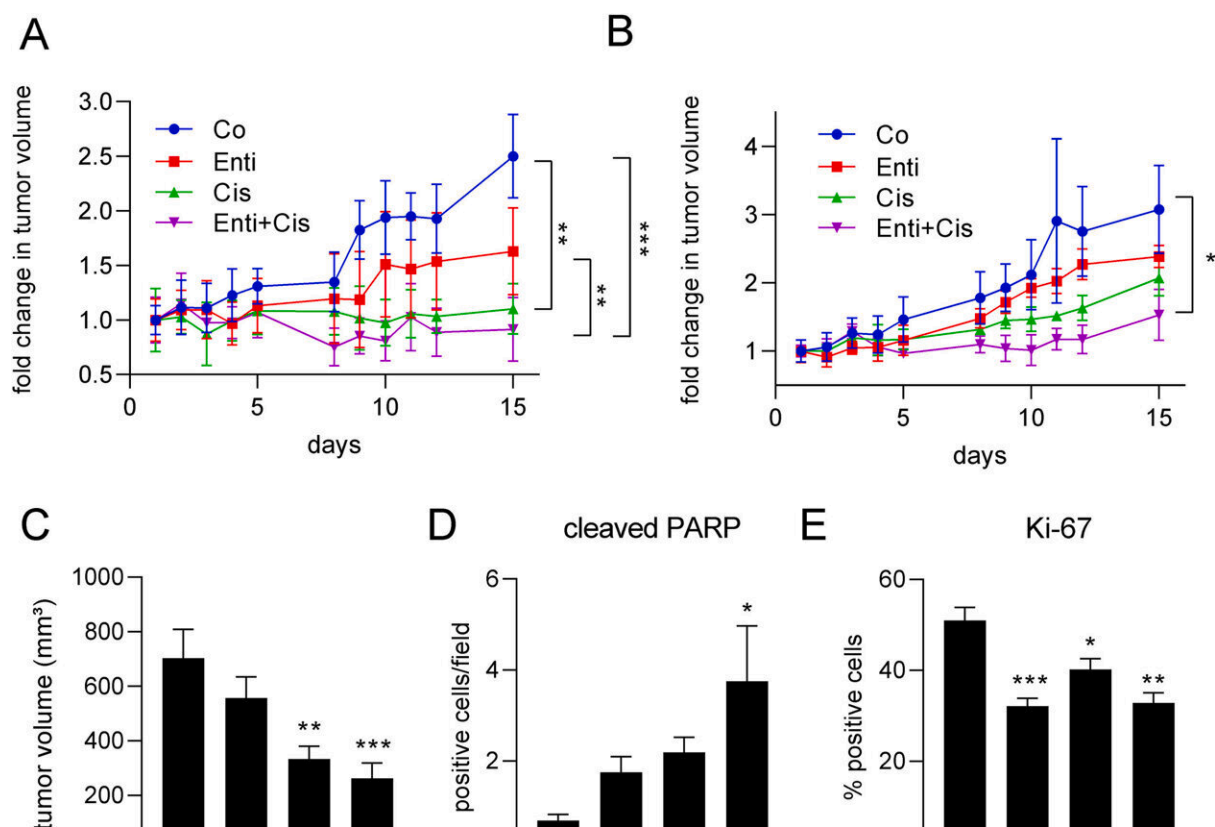 A
fold change in tumor volume
3.0
2.5
2.0
1.5
1.0
0.5
0
5
10
15
days
Co
Enti
Cis
Enti+Cis
**
**
***
B
fold change in tumor volume
4
3
2
1
0
5
10
15
days
Co
Enti
Cis
Enti+Cis
*
C
tumor volume (mm³)
1000
800
600
400
200
**
***
D
cleaved PARP
positive cells/field
6
4
2
*
E
Ki-67
% positive cells
60
40
20
***
*
**